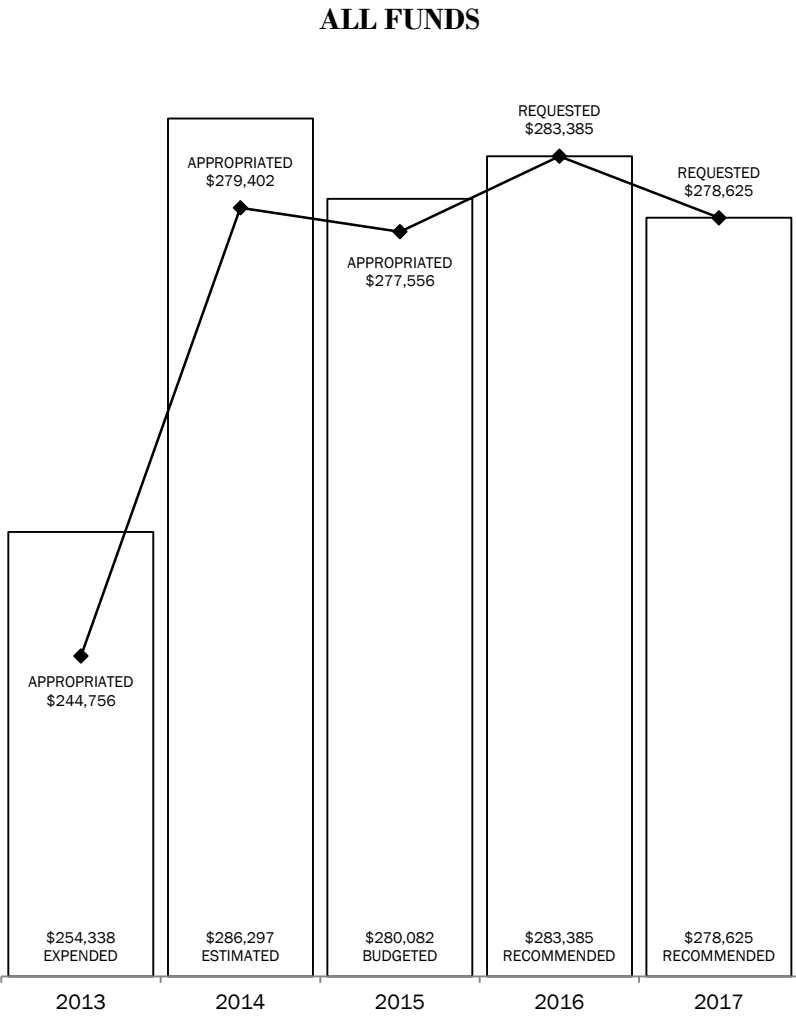 ALL FUNDS
REQUESTED
$283,385
APPROPRIATED
$279,402
REQUESTED
$278,625
APPROPRIATED
$277,556
APPROPRIATED
$244,756
$254,338
EXPENDED
$286,297
ESTIMATED
$280,082
BUDGETED
$283,385
RECOMMENDED
$278,625
RECOMMENDED
2013
2014
2015
2016
2017